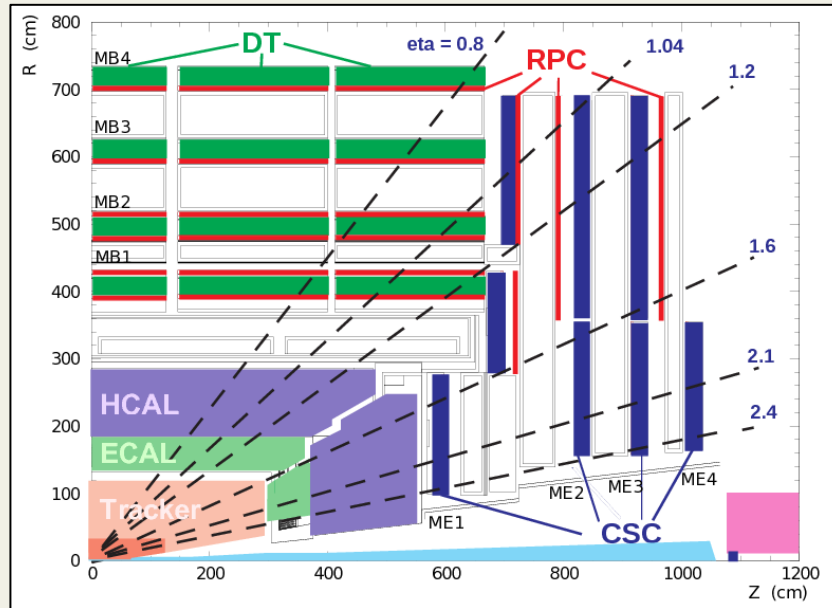 R (cm)
800
700
600
500
400
300
200
100
0
MB4
MB3
MB2
MB1
DT
eta = 0.8
RPC
1.04
1.2
1.6
2.1
2.4
HCAL
ECAL
Tracker
ME1
ME2
ME3
ME4
CSC
0
200
400
600
800
1000
1200
Z (cm)